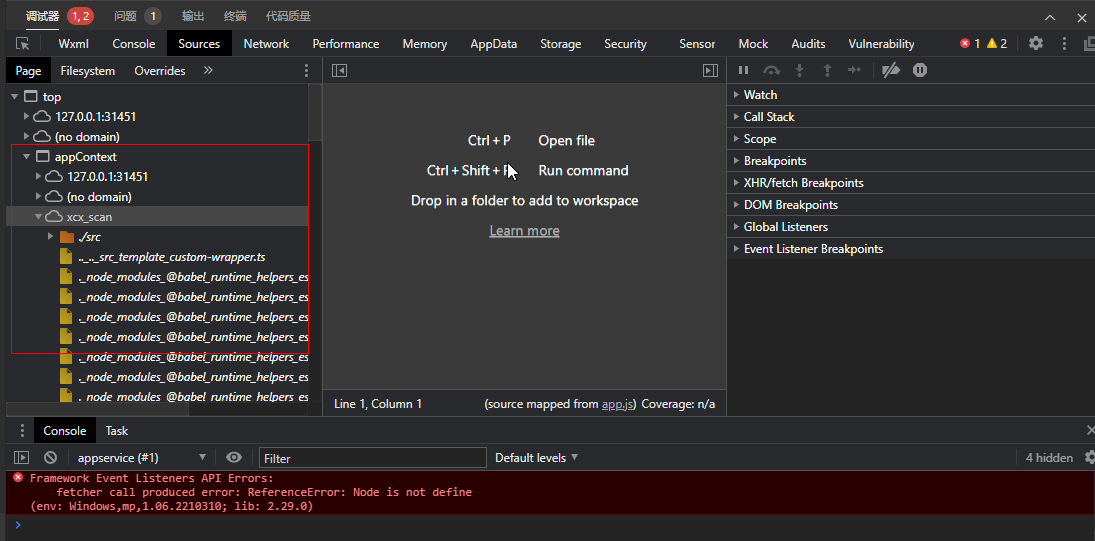 调试器 1, 2 问题 1 输出 终端 代码质量
Wxml Console Sources Network Performance Memory AppData Storage Security Sensor Mock Audits Vulnerability 1 2
Page Filesystem Overrides »
top
127.0.0.1:31451
(no domain)
appContext
127.0.0.1:31451
(no domain)
xcx_scan
./src
.._.._src_template_custom-wrapper.ts
._node_modules_@babel_runtime_helpers_es
._node_modules_@babel_runtime_helpers_es
._node_modules_@babel_runtime_helpers_es
._node_modules_@babel_runtime_helpers_es
._node_modules_@babel_runtime_helpers_es
._node_modules_@babel_runtime_helpers_es
._node_modules_@babel_runtime_helpers_es
Ctrl + P Open file
Ctrl + Shift + P Run command
Drop in a folder to add to workspace
Learn more
Line 1, Column 1 (source mapped from app.js) Coverage: n/a
Watch
Call Stack
Scope
Breakpoints
XHR/fetch Breakpoints
DOM Breakpoints
Global Listeners
Event Listener Breakpoints
Console Task
appservice (#1) Filter Default levels 4 hidden
Framework Event Listeners API Errors:
fetcher call produced error: ReferenceError: Node is not define
(env: Windows,mp,1.06.2210310; lib: 2.29.0)
>